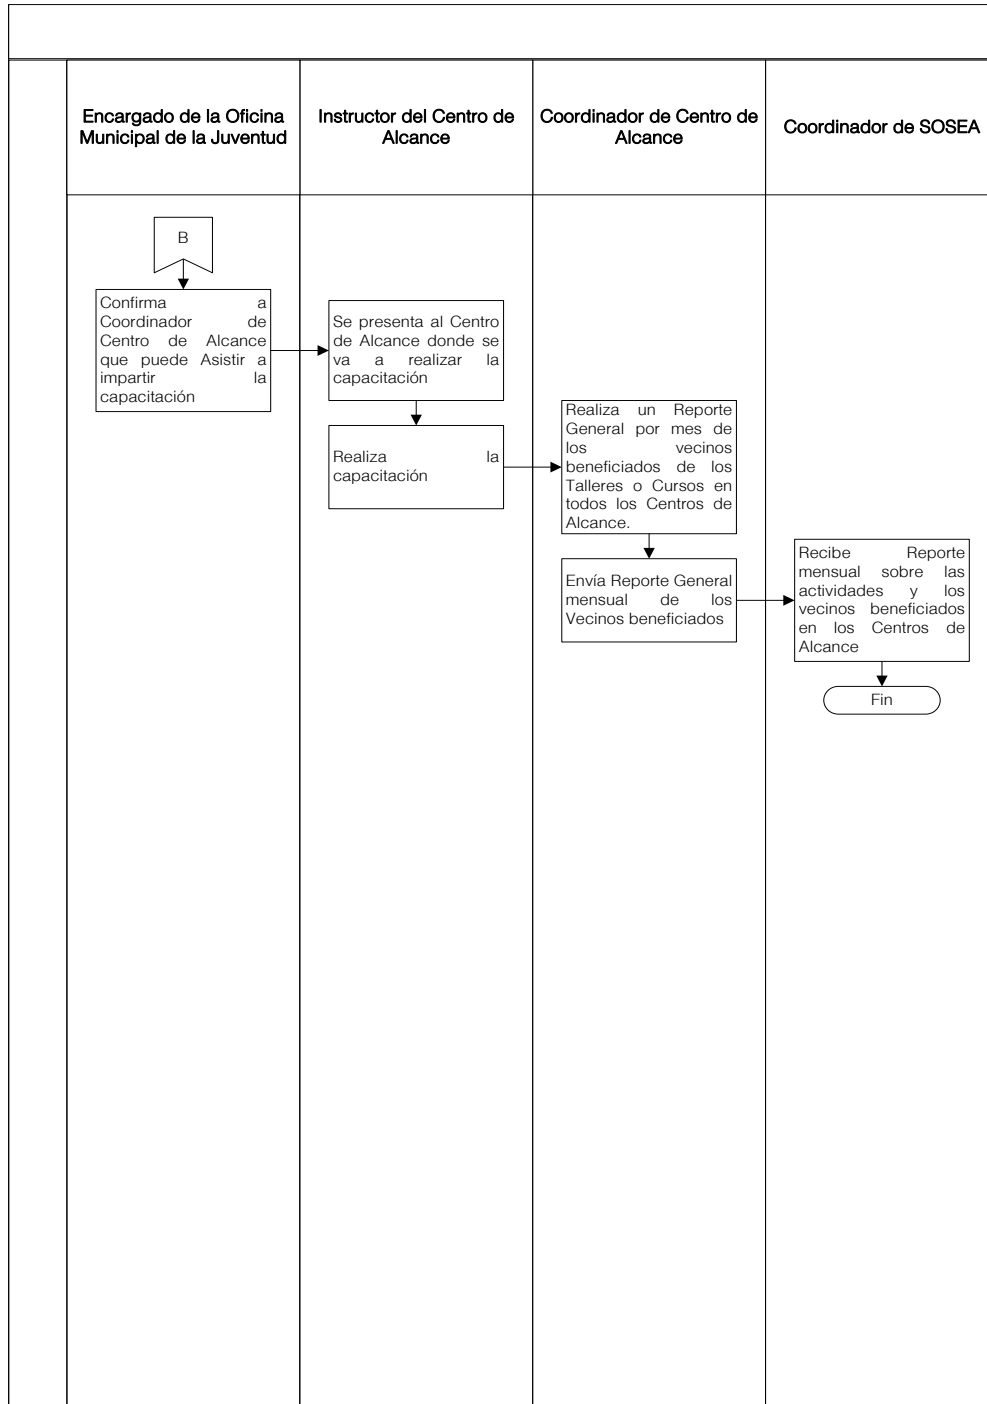 Encargado de la Oficina
Municipal de la Juventud
Instructor del Centro de
Alcance
Coordinador de Centro de
Alcance
Coordinador de SOSEA
B
Confirma a
Coordinador de
Centro de Alcance
que puede Asistir a
impartir la
capacitación
Se presenta al Centro
de Alcance donde se
va a realizar la
capacitación
Realiza la
capacitación
Realiza un Reporte
General por mes de
los vecinos
beneficiados de los
Talleres o Cursos en
todos los Centros de
Alcance.
Envía Reporte General
mensual de los
Vecinos beneficiados
Recibe Reporte
mensual sobre las
actividades y los
vecinos beneficiados
en los Centros de
Alcance
Fin